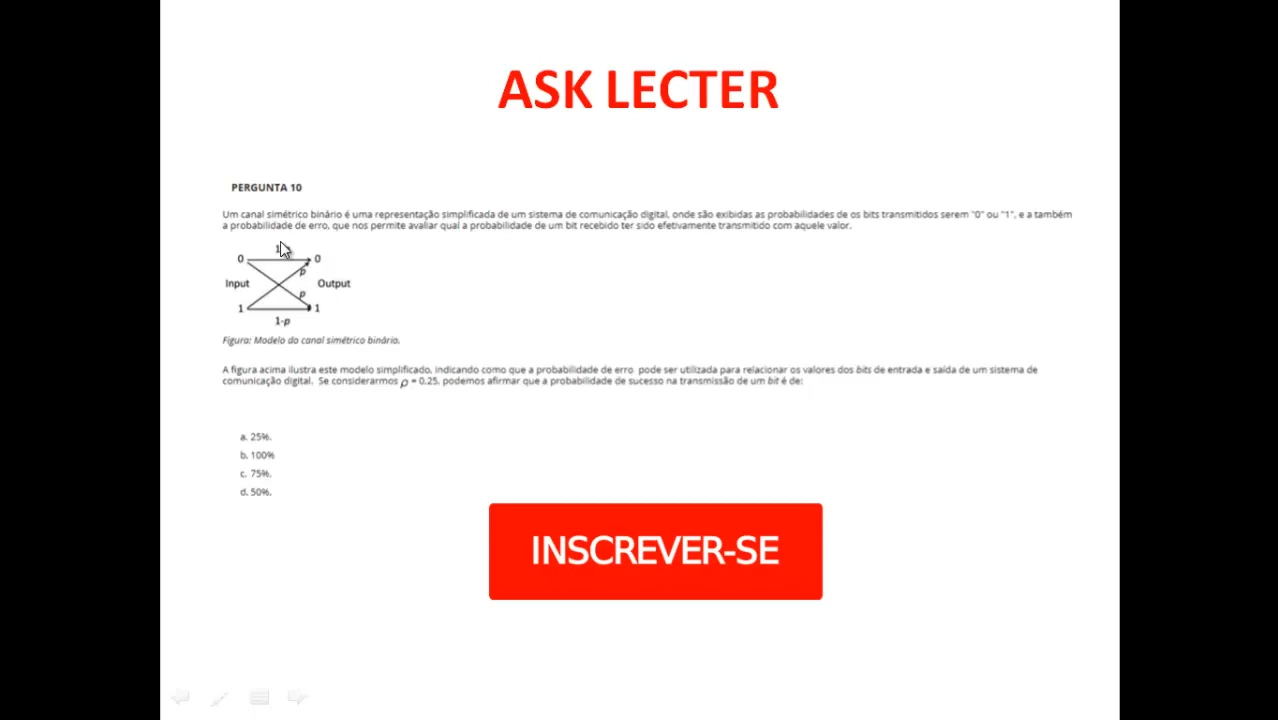 ASK LECTER
PERGUNTA 10
Um canal simétrico binário é uma representação simplificada de um sistema de comunicação digital, onde são exibidas as probabilidades de os bits transmitidos serem "0" ou "1", e a também
a probabilidade de erro, que nos permite avaliar qual a probabilidade de um bit recebido ter sido efetivamente transmitido com aquele valor.
0 0
p
Input Output
p
1 1
1-p
Figura: Modelo do canal simétrico binário.
A figura acima ilustra este modelo simplificado, indicando como que a probabilidade de erro pode ser utilizada para relacionar os valores dos bits de entrada e saída de um sistema de
comunicação digital. Se considerarmos ρ = 0.25, podemos afirmar que a probabilidade de sucesso na transmissão de um bit é de:
a. 25%.
b. 100%
c. 75%.
d. 50%.
INSCREVER-SE